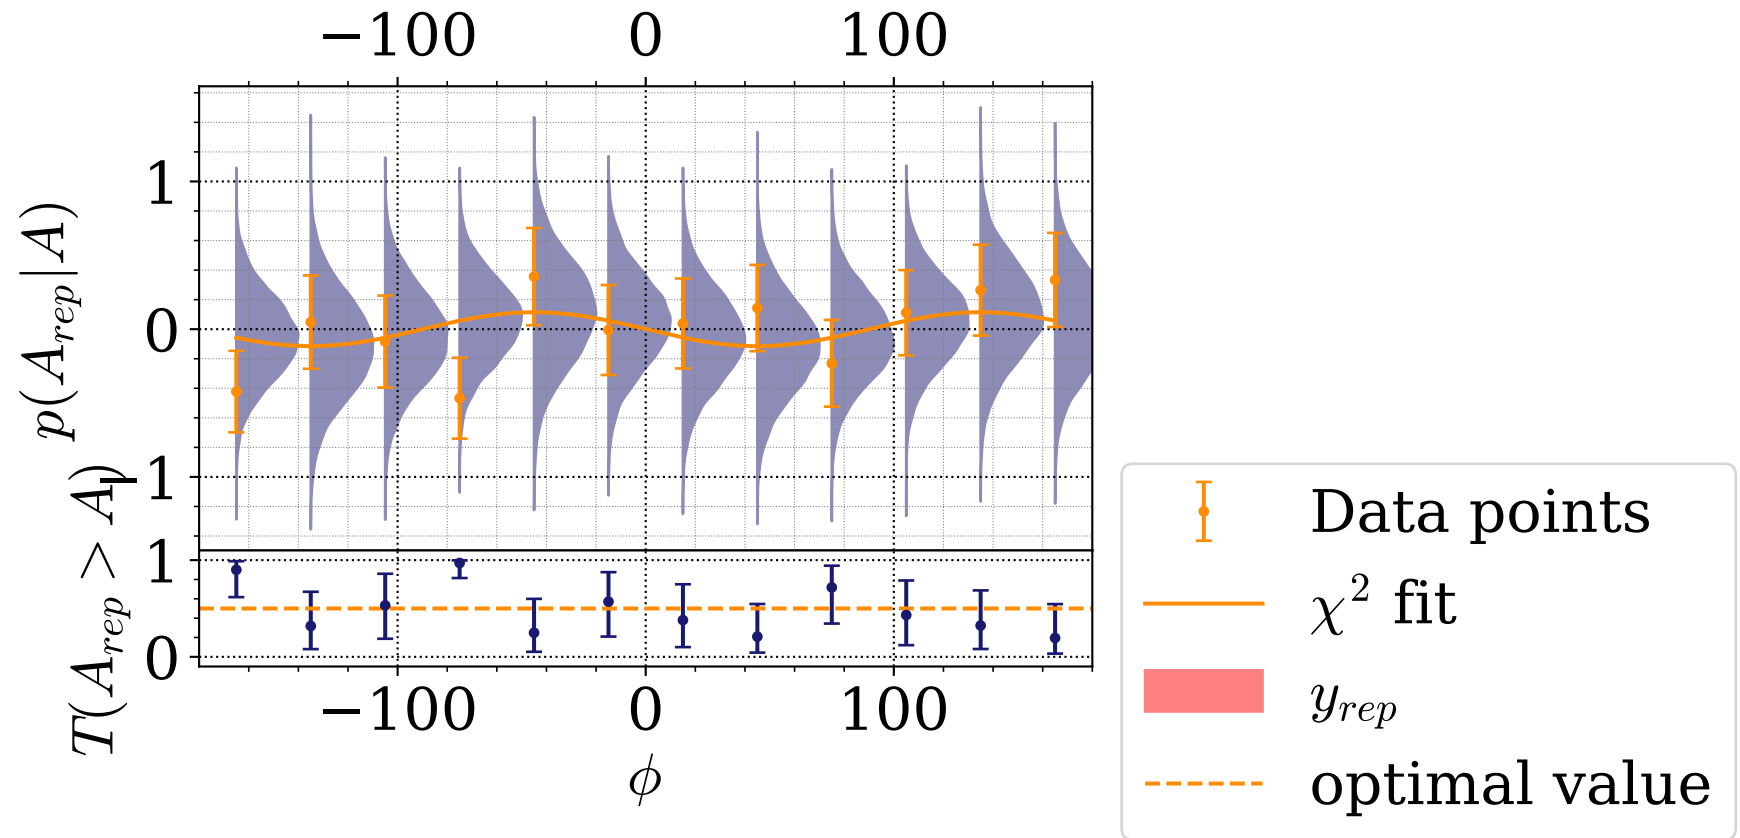 −100 0 100
p(A_rep|A)
1
0
−1
T(A_rep > A)
1
0
−100 0 100
ϕ
Data points
χ² fit
y_rep
optimal value